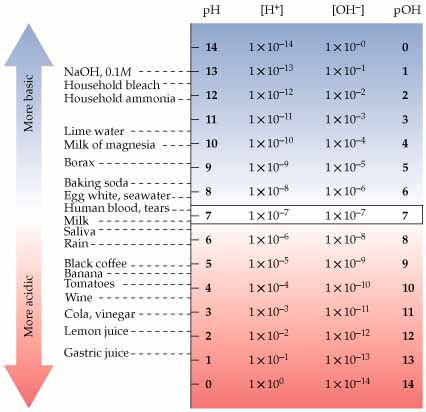 pH [H⁺] [OH⁻] pOH
14 1×10⁻¹⁴ 1×10⁻⁰ 0
NaOH, 0.1M 13 1×10⁻¹³ 1×10⁻¹ 1
Household bleach
Household ammonia 12 1×10⁻¹² 1×10⁻² 2
11 1×10⁻¹¹ 1×10⁻³ 3
Lime water
Milk of magnesia 10 1×10⁻¹⁰ 1×10⁻⁴ 4
Borax 9 1×10⁻⁹ 1×10⁻⁵ 5
Baking soda
Egg white, seawater 8 1×10⁻⁸ 1×10⁻⁶ 6
Human blood, tears
Milk 7 1×10⁻⁷ 1×10⁻⁷ 7
Saliva
Rain 6 1×10⁻⁶ 1×10⁻⁸ 8
Black coffee 5 1×10⁻⁵ 1×10⁻⁹ 9
Banana
Tomatoes 4 1×10⁻⁴ 1×10⁻¹⁰ 10
Wine
Cola, vinegar 3 1×10⁻³ 1×10⁻¹¹ 11
Lemon juice 2 1×10⁻² 1×10⁻¹² 12
Gastric juice 1 1×10⁻¹ 1×10⁻¹³ 13
0 1×10⁰ 1×10⁻¹⁴ 14
More basic
More acidic